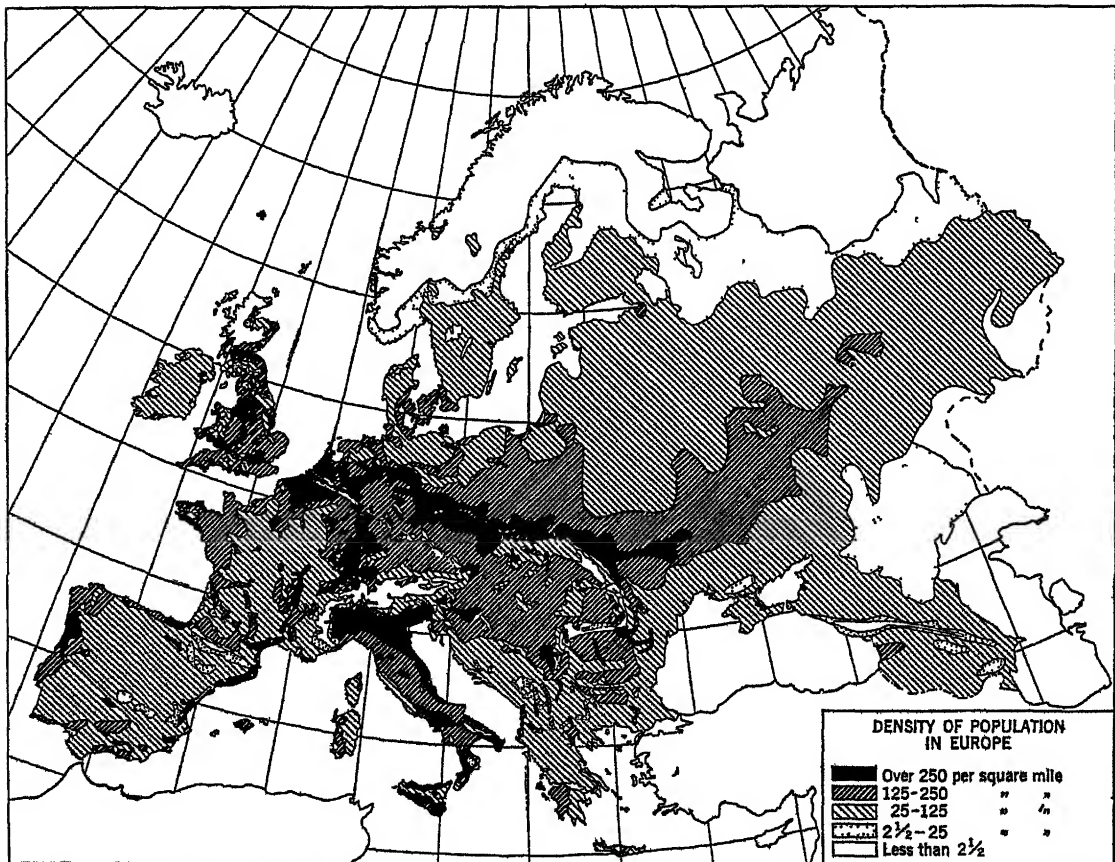 DENSITY OF POPULATION
IN EUROPE
Over 250 per square mile
125-250 " "
25-125 " "
2½-25 " "
Less than 2½